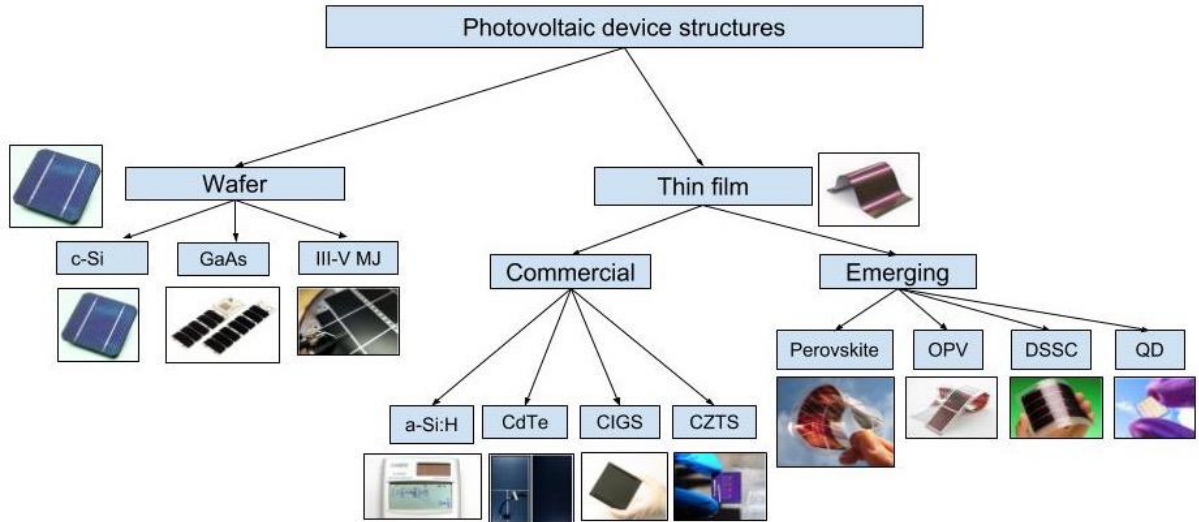 Photovoltaic device structures
Wafer
Thin film
c-Si
GaAs
III-V MJ
Commercial
Emerging
Perovskite
OPV
DSSC
QD
a-Si:H
CdTe
CIGS
CZTS